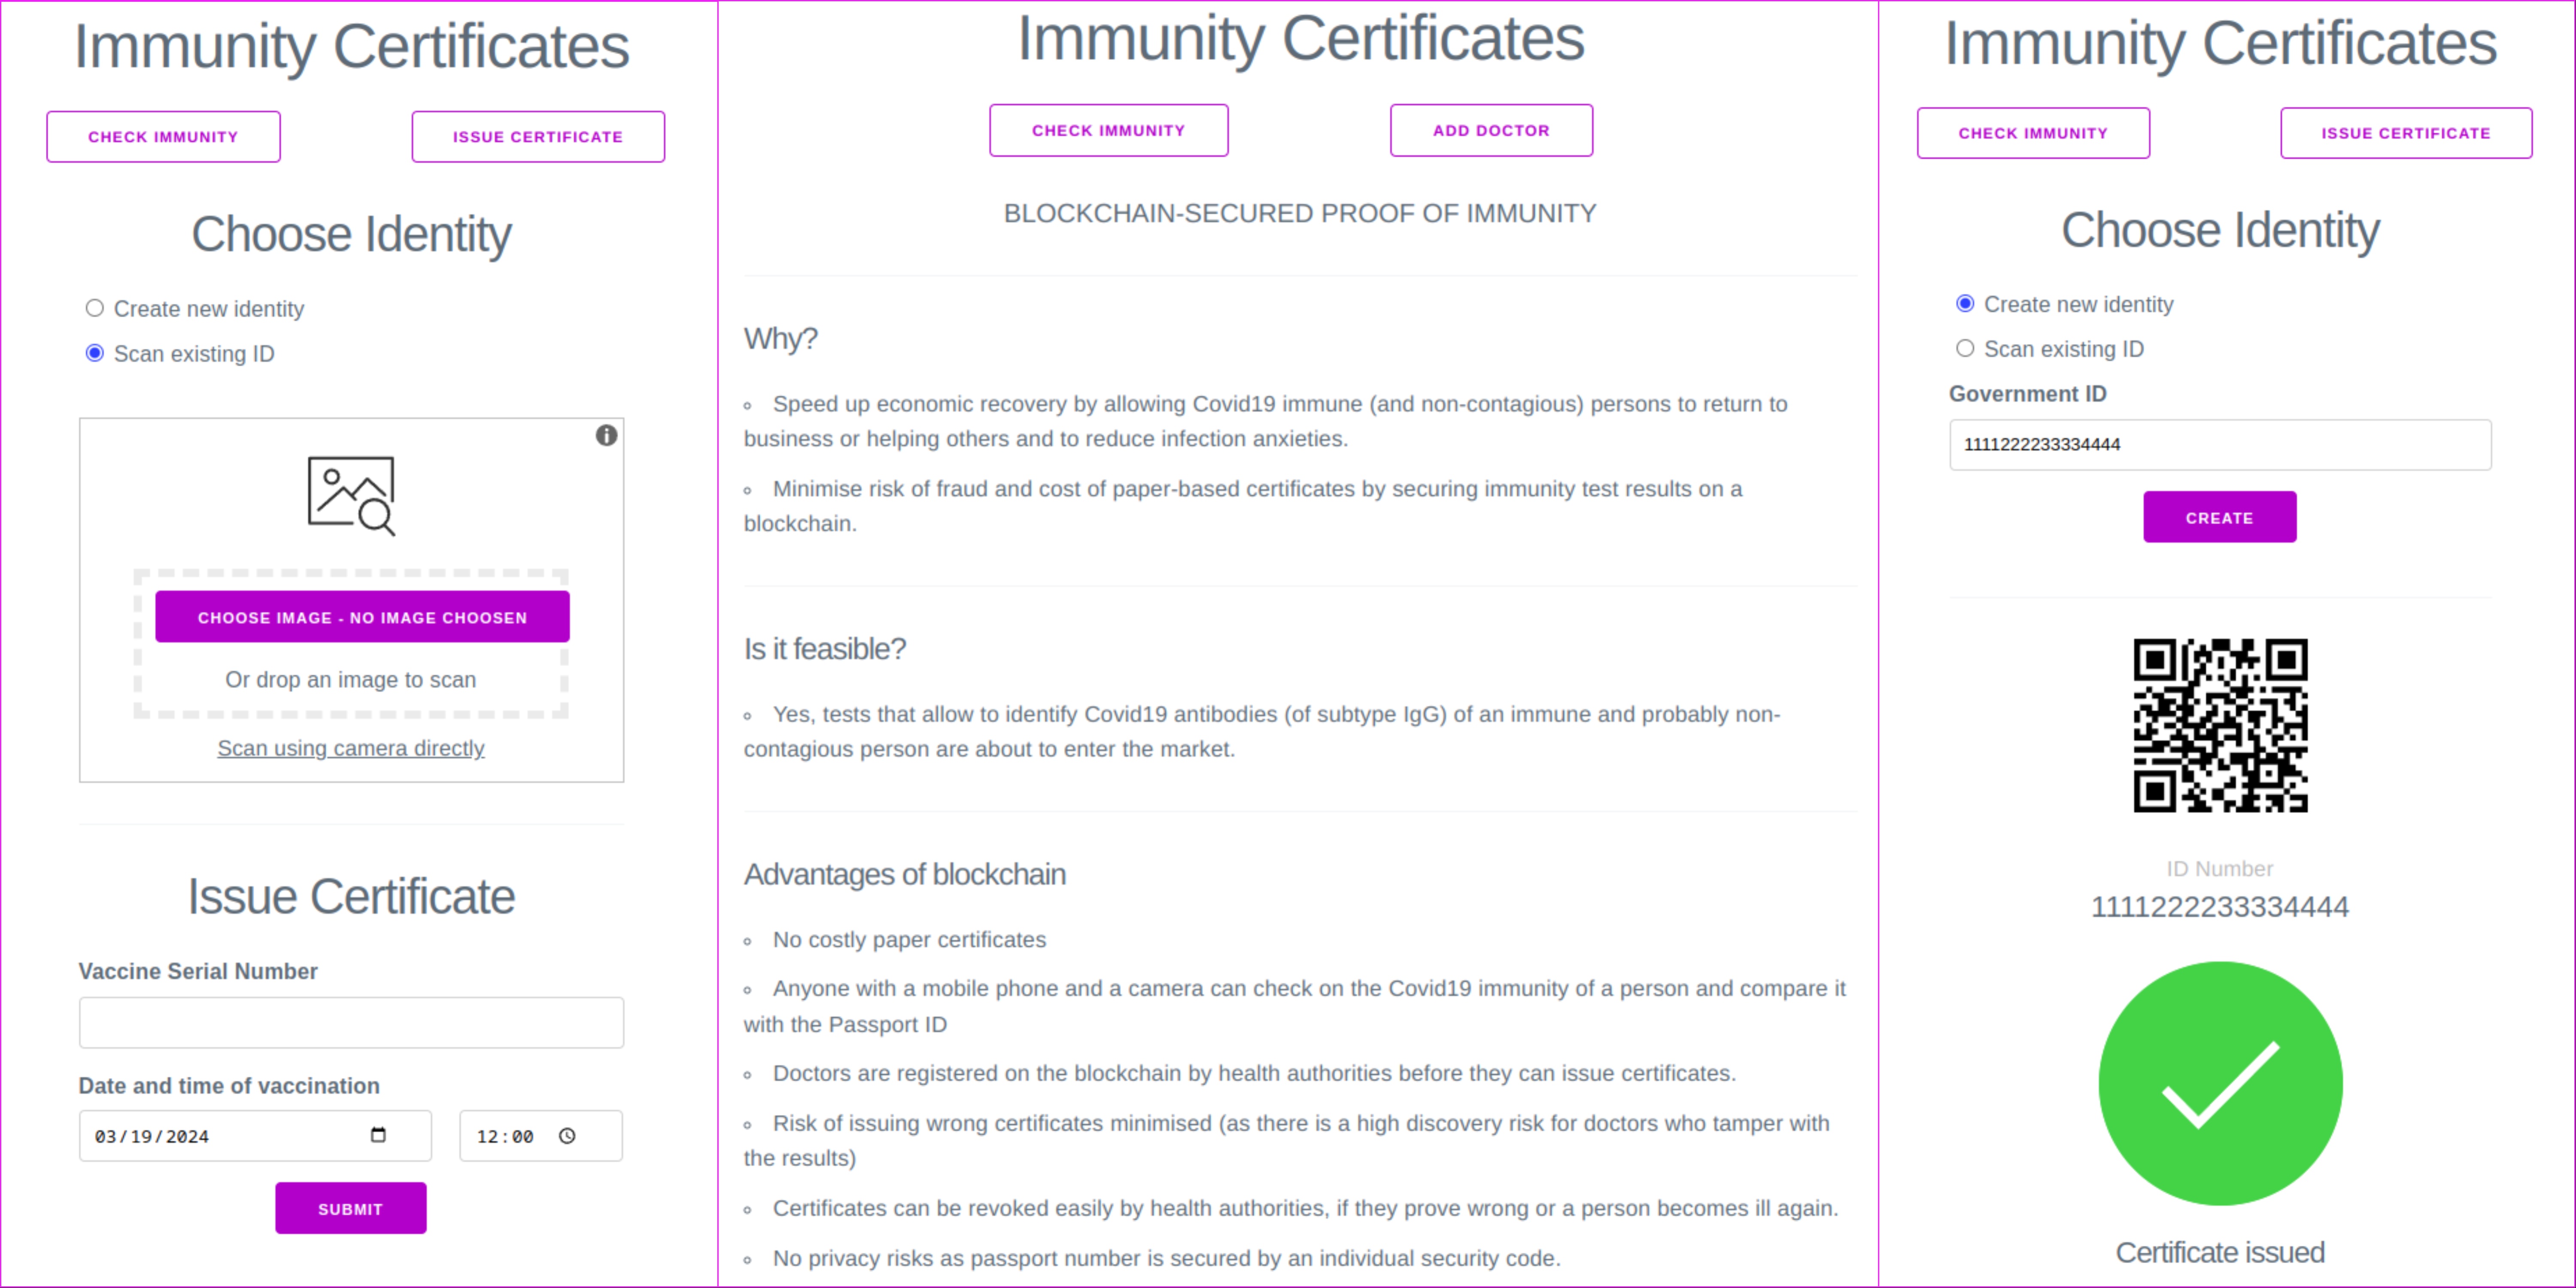 Immunity Certificates
CHECK IMMUNITY
ISSUE CERTIFICATE
Choose Identity
Create new identity
Scan existing ID
CHOOSE IMAGE - NO IMAGE CHOOSEN
Or drop an image to scan
Scan using camera directly
Issue Certificate
Vaccine Serial Number
Date and time of vaccination
03/19/2024
12:00
SUBMIT
Immunity Certificates
CHECK IMMUNITY
ADD DOCTOR
BLOCKCHAIN-SECURED PROOF OF IMMUNITY
Why?
Speed up economic recovery by allowing Covid19 immune (and non-contagious) persons to return to
business or helping others and to reduce infection anxieties.
Minimise risk of fraud and cost of paper-based certificates by securing immunity test results on a
blockchain.
Is it feasible?
Yes, tests that allow to identify Covid19 antibodies (of subtype IgG) of an immune and probably non-
contagious person are about to enter the market.
Advantages of blockchain
No costly paper certificates
Anyone with a mobile phone and a camera can check on the Covid19 immunity of a person and compare it
with the Passport ID
Doctors are registered on the blockchain by health authorities before they can issue certificates.
Risk of issuing wrong certificates minimised (as there is a high discovery risk for doctors who tamper with
the results)
Certificates can be revoked easily by health authorities, if they prove wrong or a person becomes ill again.
No privacy risks as passport number is secured by an individual security code.
Immunity Certificates
CHECK IMMUNITY
ISSUE CERTIFICATE
Choose Identity
Create new identity
Scan existing ID
Government ID
1111222233334444
CREATE
ID Number
1111222233334444
Certificate issued